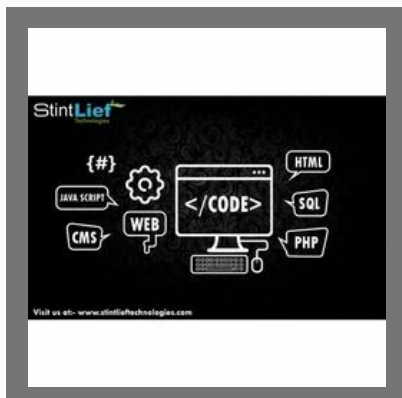 StintLief
Technologies
{#}
JAVA SCRIPT
CMS
WEB
</CODE>
HTML
SQL
PHP
Visit us at:- www.stintlieftechnologies.com